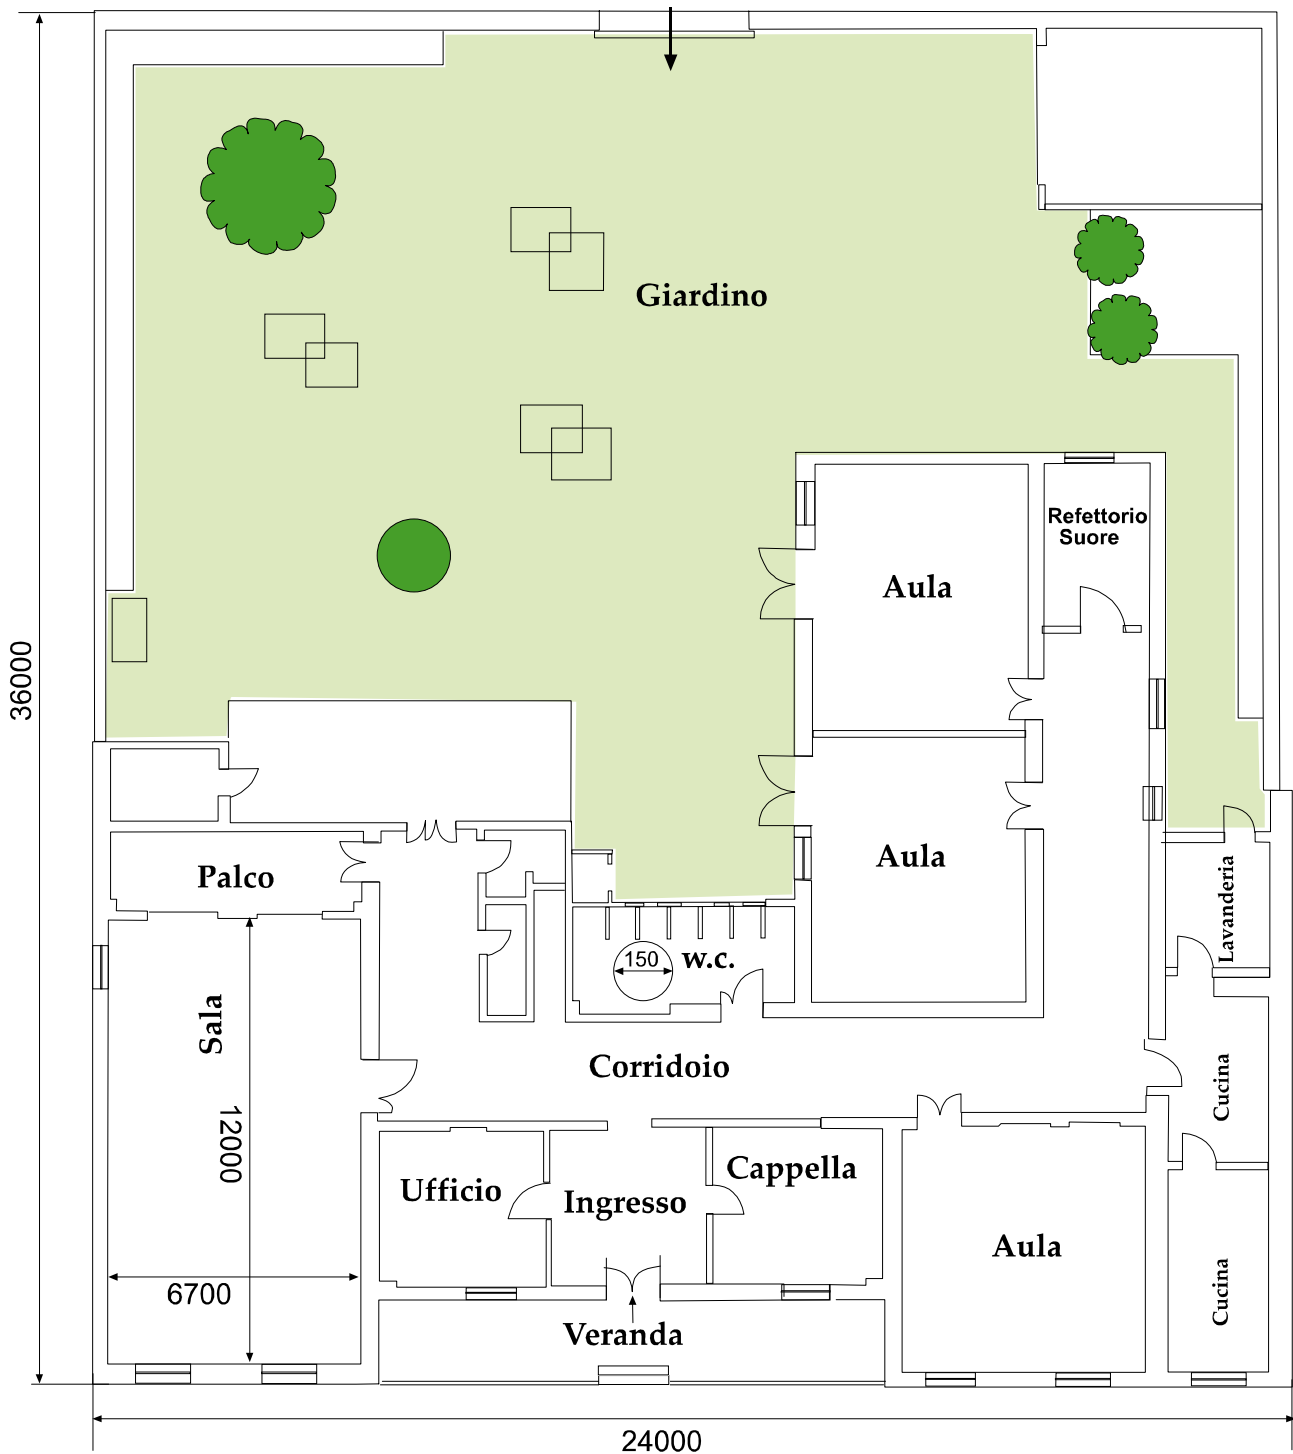 Giardino
Refettorio
Suore
Aula
36000
Aula
Palco
Lavanderia
150
w.c.
Sala
Corridoio
Cucina
12000
Cappella
Ufficio
Ingresso
Aula
6700
Cucina
Veranda
24000